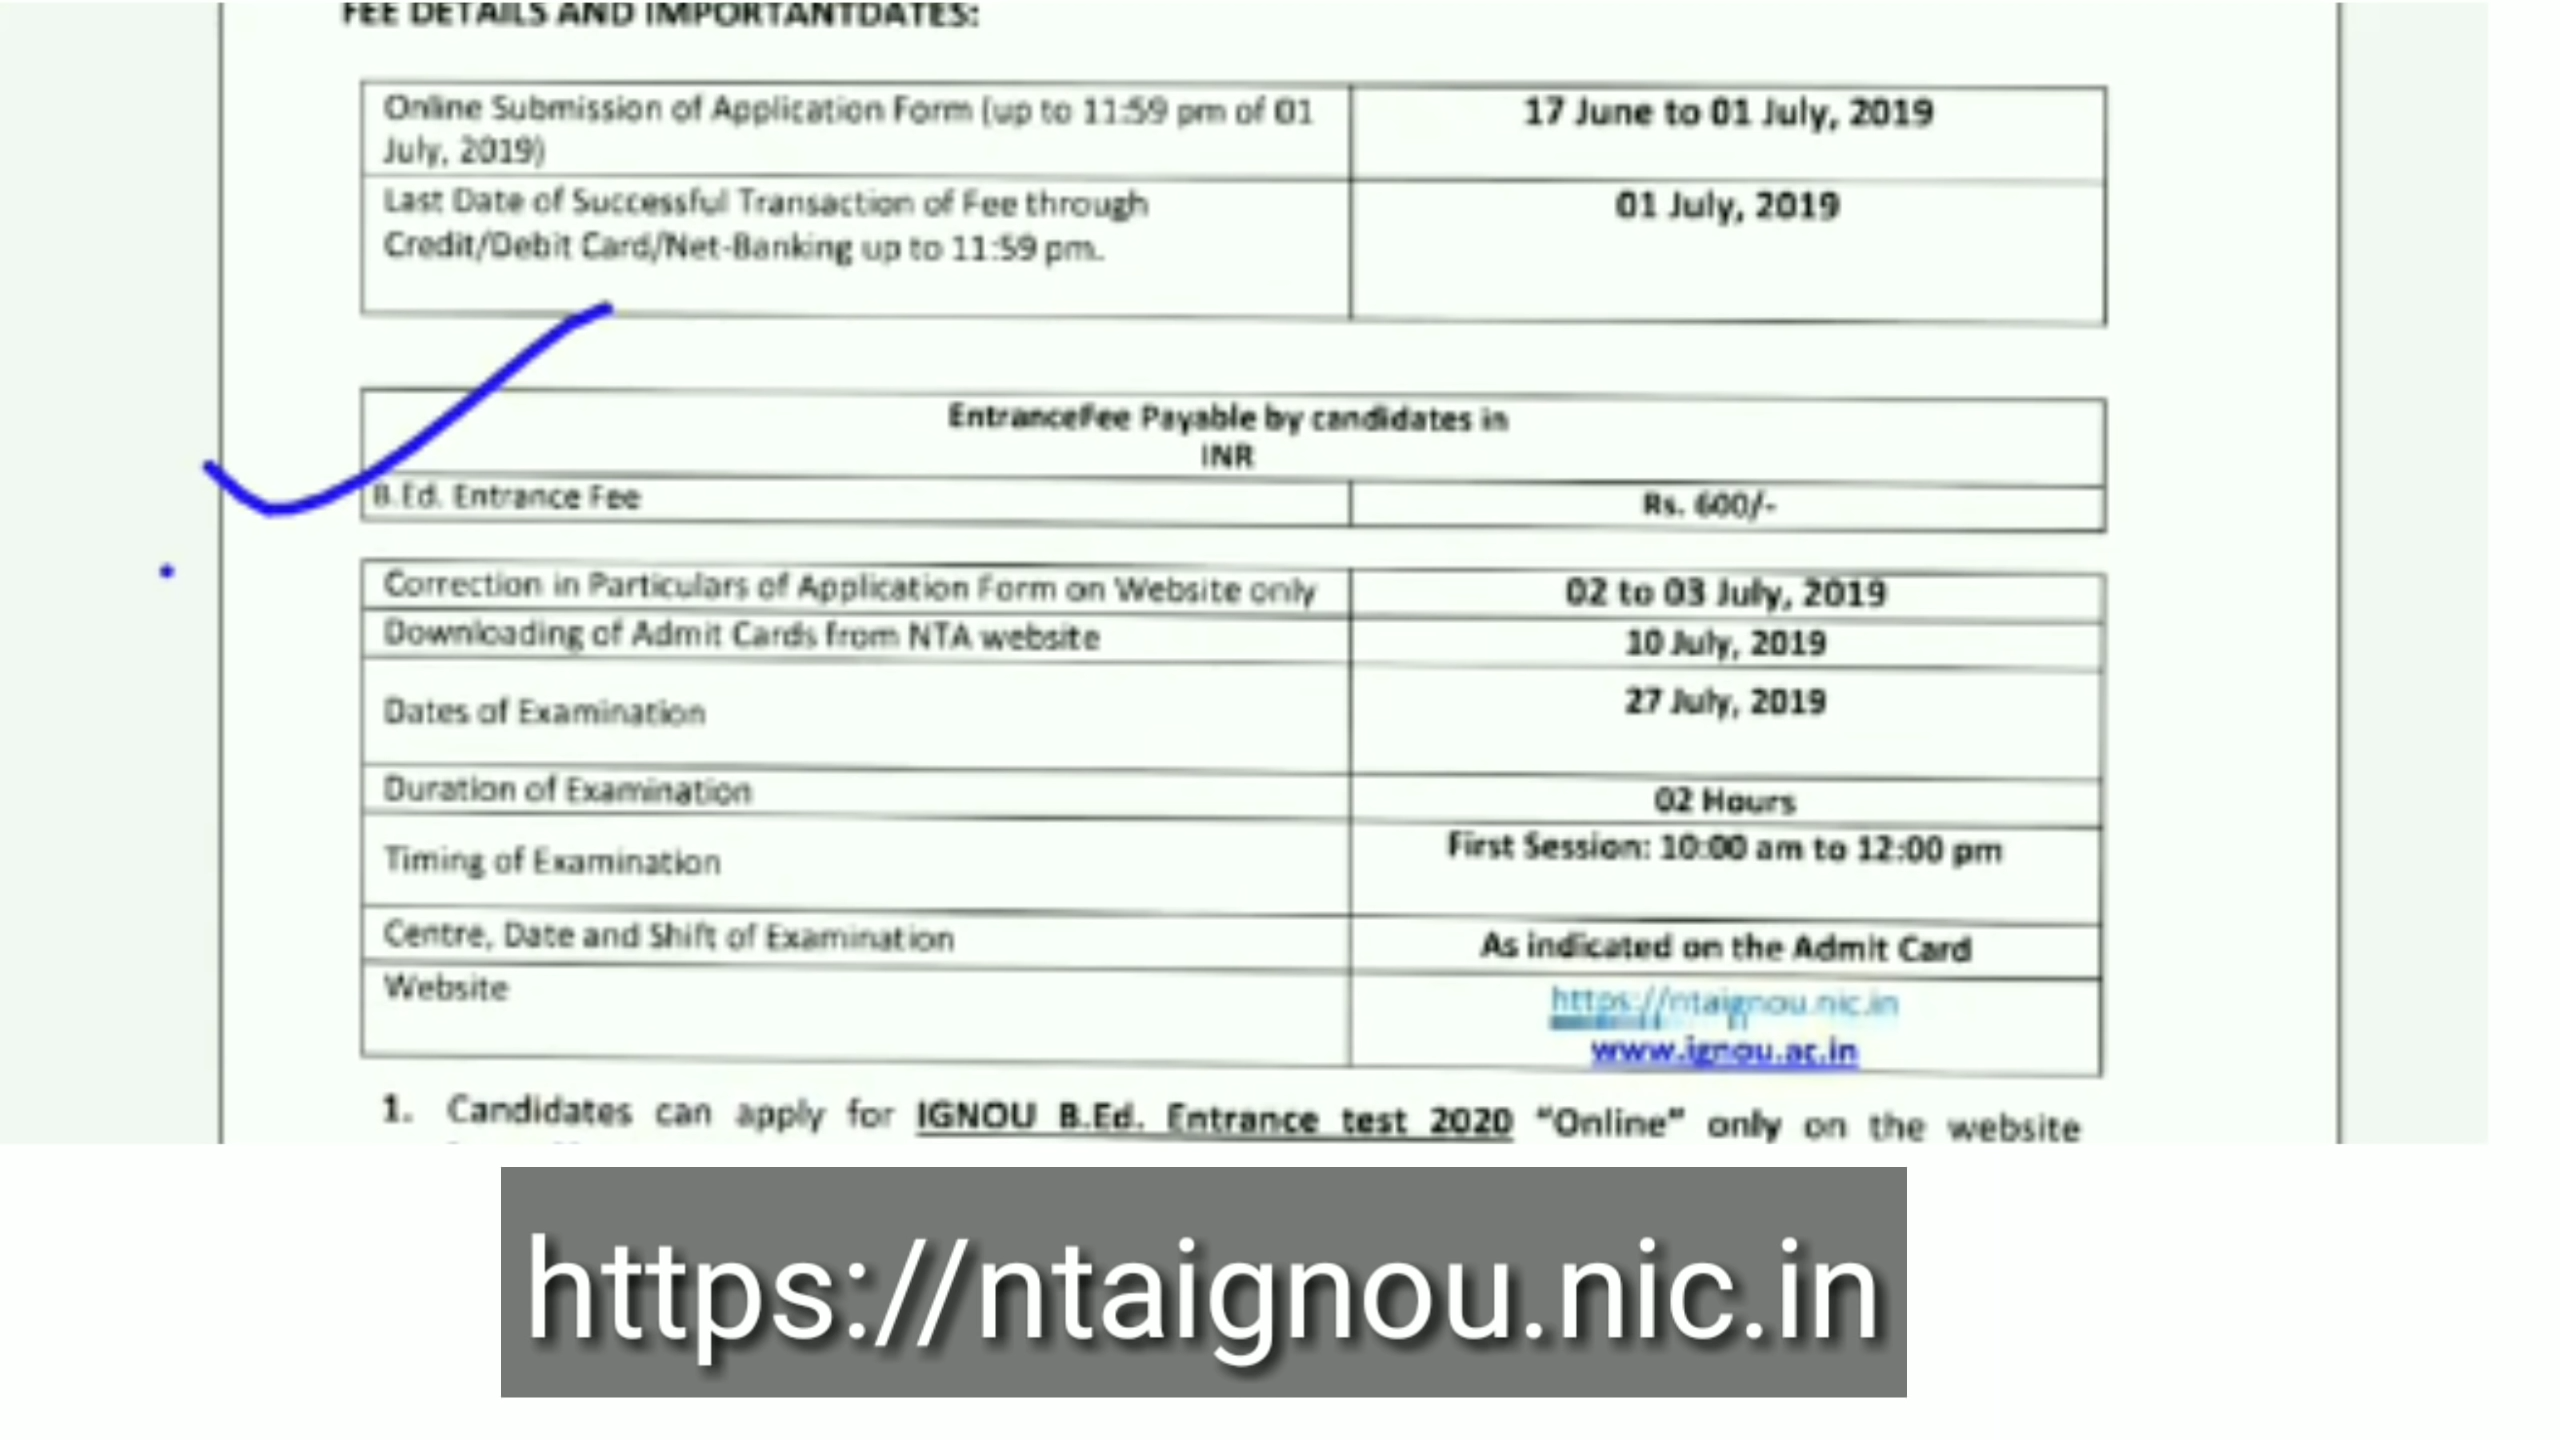 FEE DETAILS AND IMPORTANTDATES:
Online Submission of Application Form (up to 11:59 pm of 01
July, 2019)
17 June to 01 July, 2019
Last Date of Successful Transaction of Fee through
Credit/Debit Card/Net-Banking up to 11:59 pm.
01 July, 2019
EntranceFee Payable by candidates in
INR
B.Ed. Entrance Fee
Rs. 600/-
Correction in Particulars of Application Form on Website only
02 to 03 July, 2019
Downloading of Admit Cards from NTA website
10 July, 2019
Dates of Examination
27 July, 2019
Duration of Examination
02 Hours
Timing of Examination
First Session: 10:00 am to 12:00 pm
Centre, Date and Shift of Examination
As indicated on the Admit Card
Website
https://ntaignou.nic.in
www.ignou.ac.in
1. Candidates can apply for IGNOU B.Ed. Entrance test 2020 “Online” only on the website
https://ntaignou.nic.in